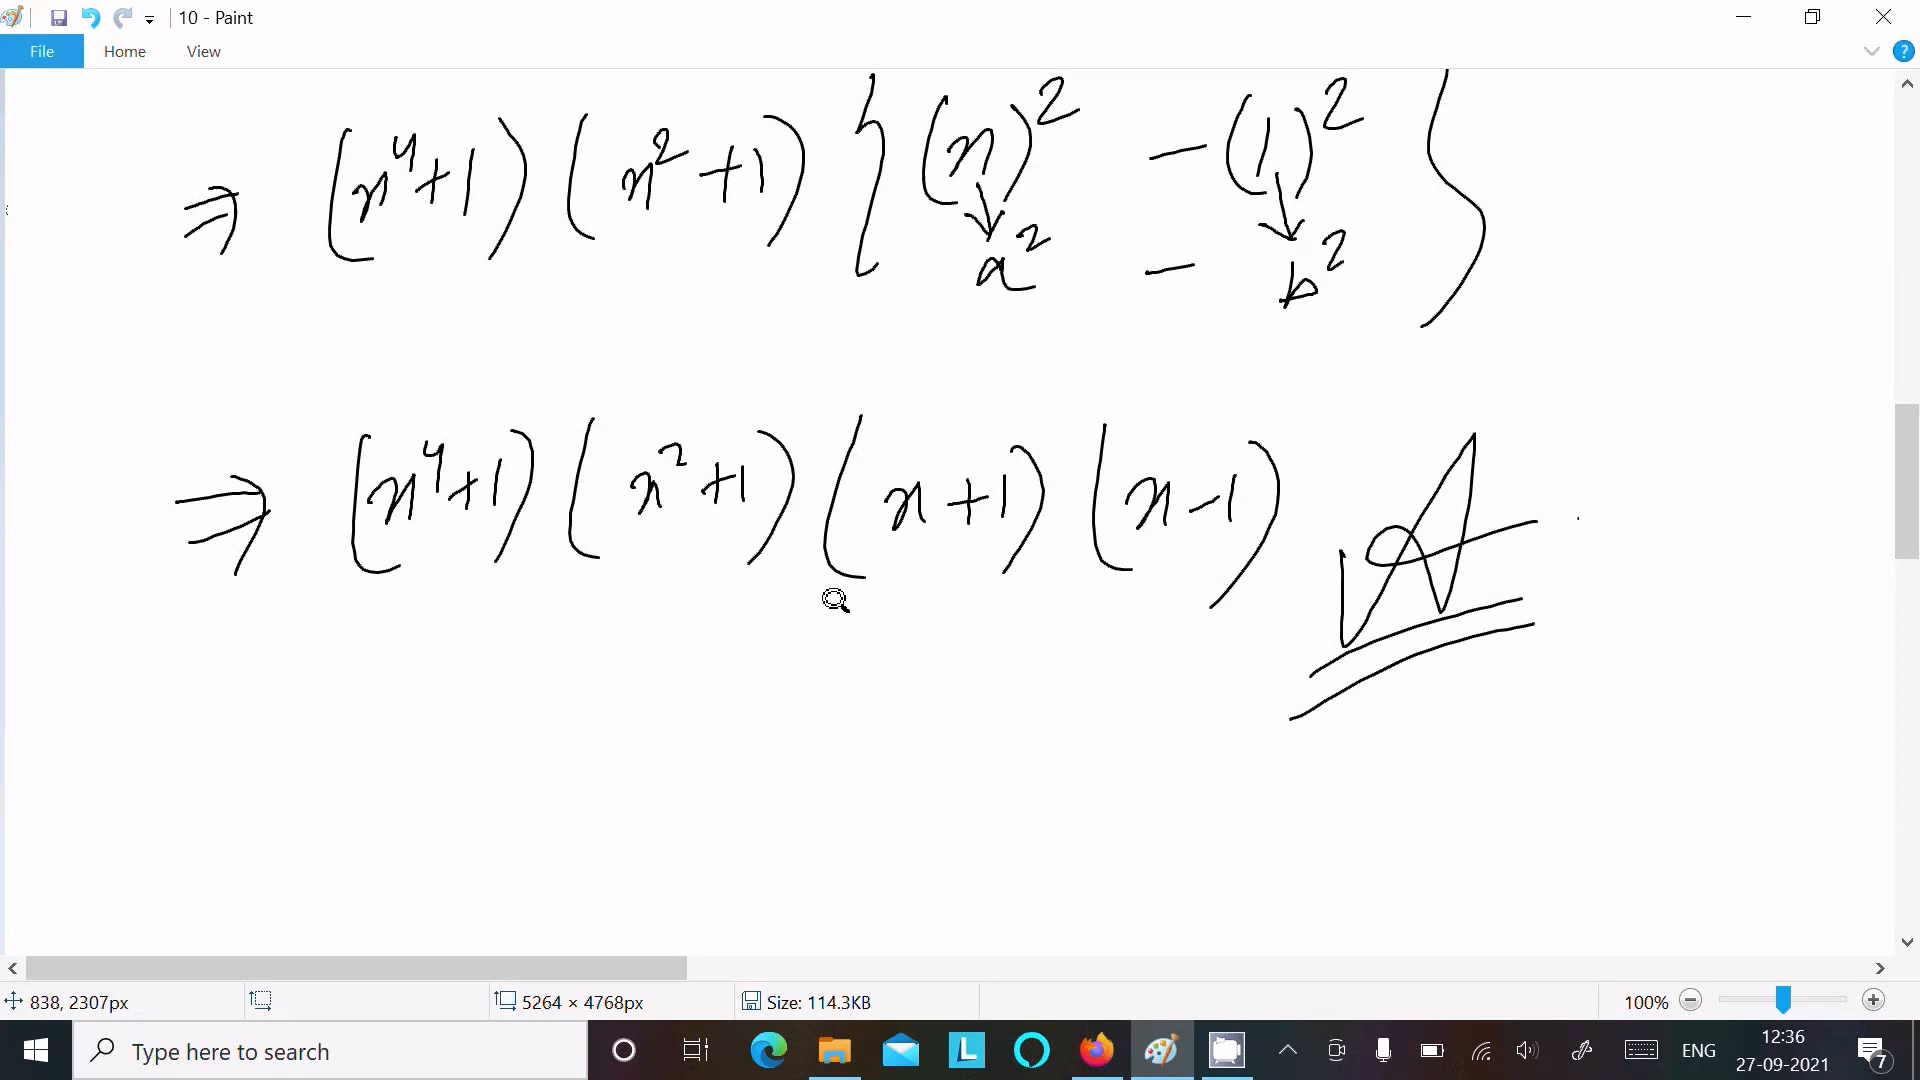 10 - Paint
File Home View
⇒ (x⁴+1) (x²+1) { (x)² - (1)² }
a² - b²
⇒ (x⁴+1) (x²+1) (x+1) (x-1)
838, 2307px 5264 × 4768px Size: 114.3KB 100%
Type here to search L ENG 12:36
27-09-2021 7